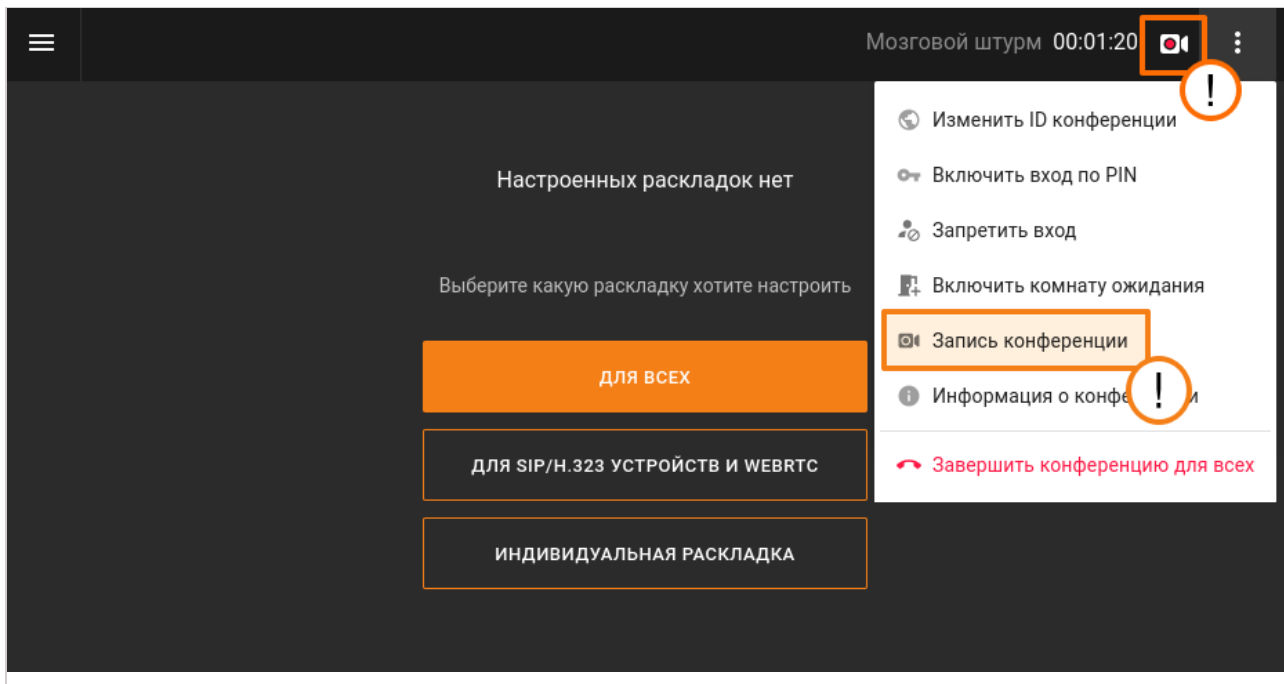 Мозговой штурм 00:01:20
!
Изменить ID конференции
Включить вход по PIN
Запретить вход
Включить комнату ожидания
Запись конференции
!
Информация о конфе и
Завершить конференцию для всех
Настроенных раскладок нет
Выберите какую раскладку хотите настроить
ДЛЯ ВСЕХ
ДЛЯ SIP/H.323 УСТРОЙСТВ И WEBRTC
ИНДИВИДУАЛЬНАЯ РАСКЛАДКА